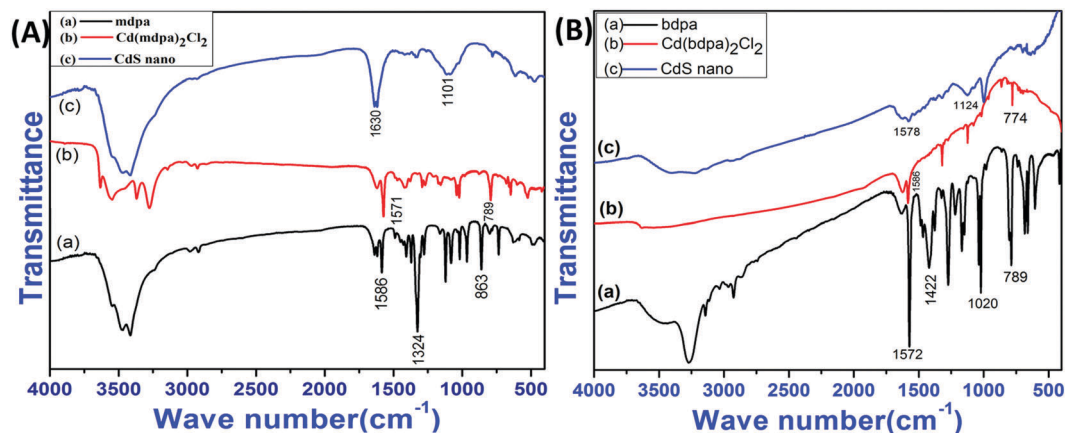 (A)
(a) mdpa
(b) Cd(mdpa)₂Cl₂
(c) CdS nano
(c)
1630
1101
(b)
1571
789
(a)
1586
1324
863
Transmittance
4000 3500 3000 2500 2000 1500 1000 500
Wave number(cm⁻¹)
(B)
(a) bdpa
(b) Cd(bdpa)₂Cl₂
(c) CdS nano
(c)
1578
1124
774
(b)
1586
(a)
1572
1422
1020
789
Transmittance
4000 3500 3000 2500 2000 1500 1000 500
Wave number(cm⁻¹)